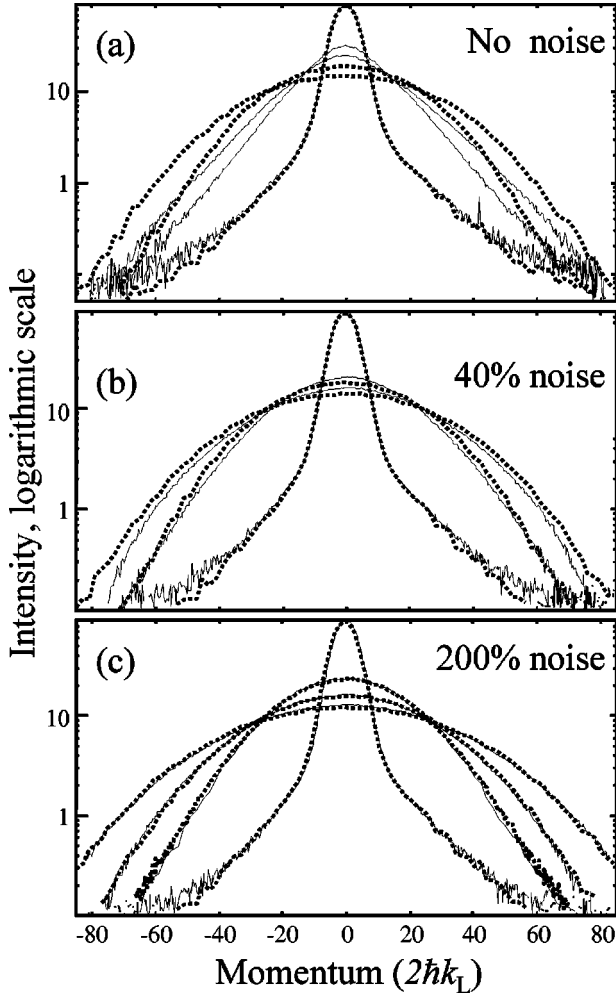 (a) No noise
10
1
(b) 40% noise
10
1
(c) 200% noise
10
1
Intensity, logarithmic scale
-80 -60 -40 -20 0 20 40 60 80
Momentum (2ħk_L)